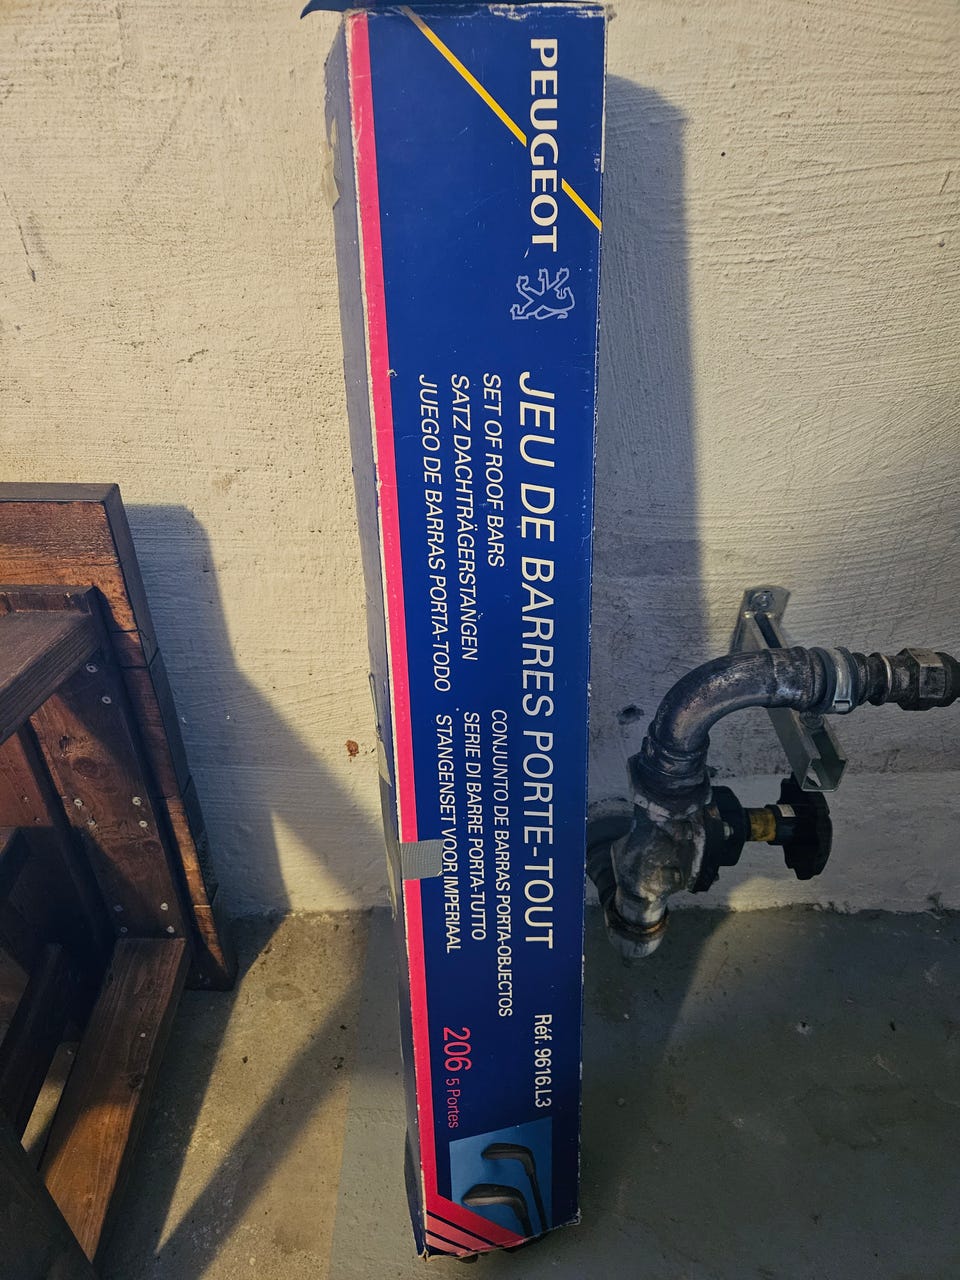 PEUGEOT
JEU DE BARRES PORTE-TOUT
SET OF ROOF BARS
SATZ DACHTRÄGERSTANGEN
JUEGO DE BARRAS PORTA-TODO
CONJUNTO DE BARRAS PORTA-OBJECTOS
SERIE DI BARRE PORTA-TUTTO
STANGENSET VOOR IMPERIAAL
Réf. 9616.L3
206 5 Portes